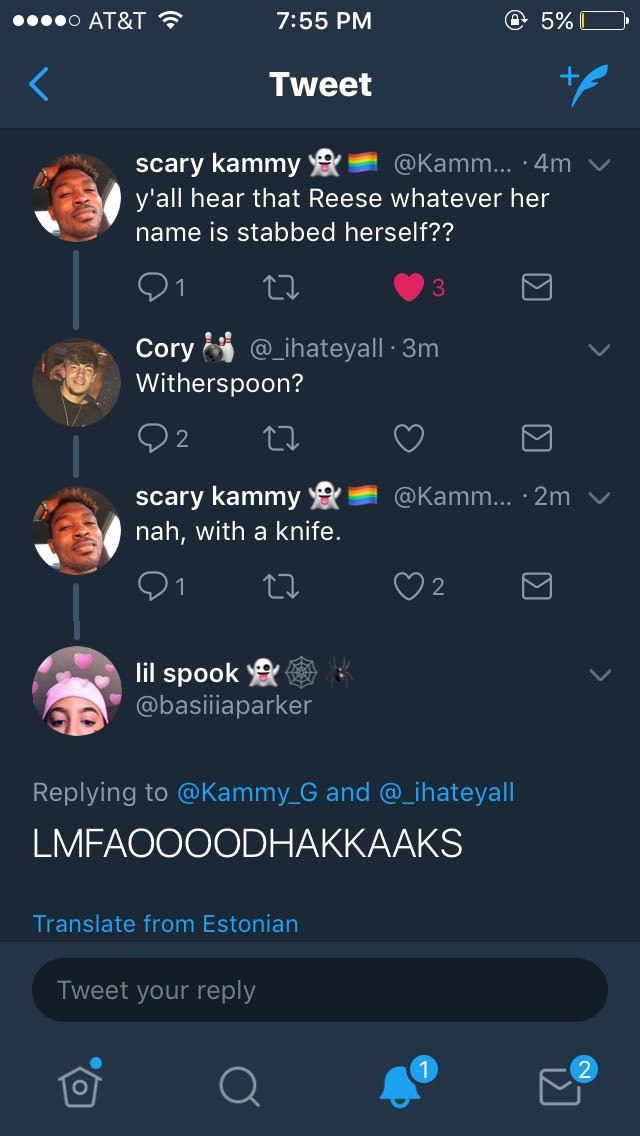 AT&T 7:55 PM 5%
Tweet
scary kammy 👻🏳️‍🌈 @Kamm... · 4m
y'all hear that Reese whatever her
name is stabbed herself??
1 3
Cory 🎳 @_ihateyall · 3m
Witherspoon?
2
scary kammy 👻🏳️‍🌈 @Kamm... · 2m
nah, with a knife.
1 2
lil spook 👻🕸🕷
@basiiiaparker
Replying to @Kammy_G and @_ihateyall
LMFAOOOODHAKKAAKS
Translate from Estonian
Tweet your reply
1 2